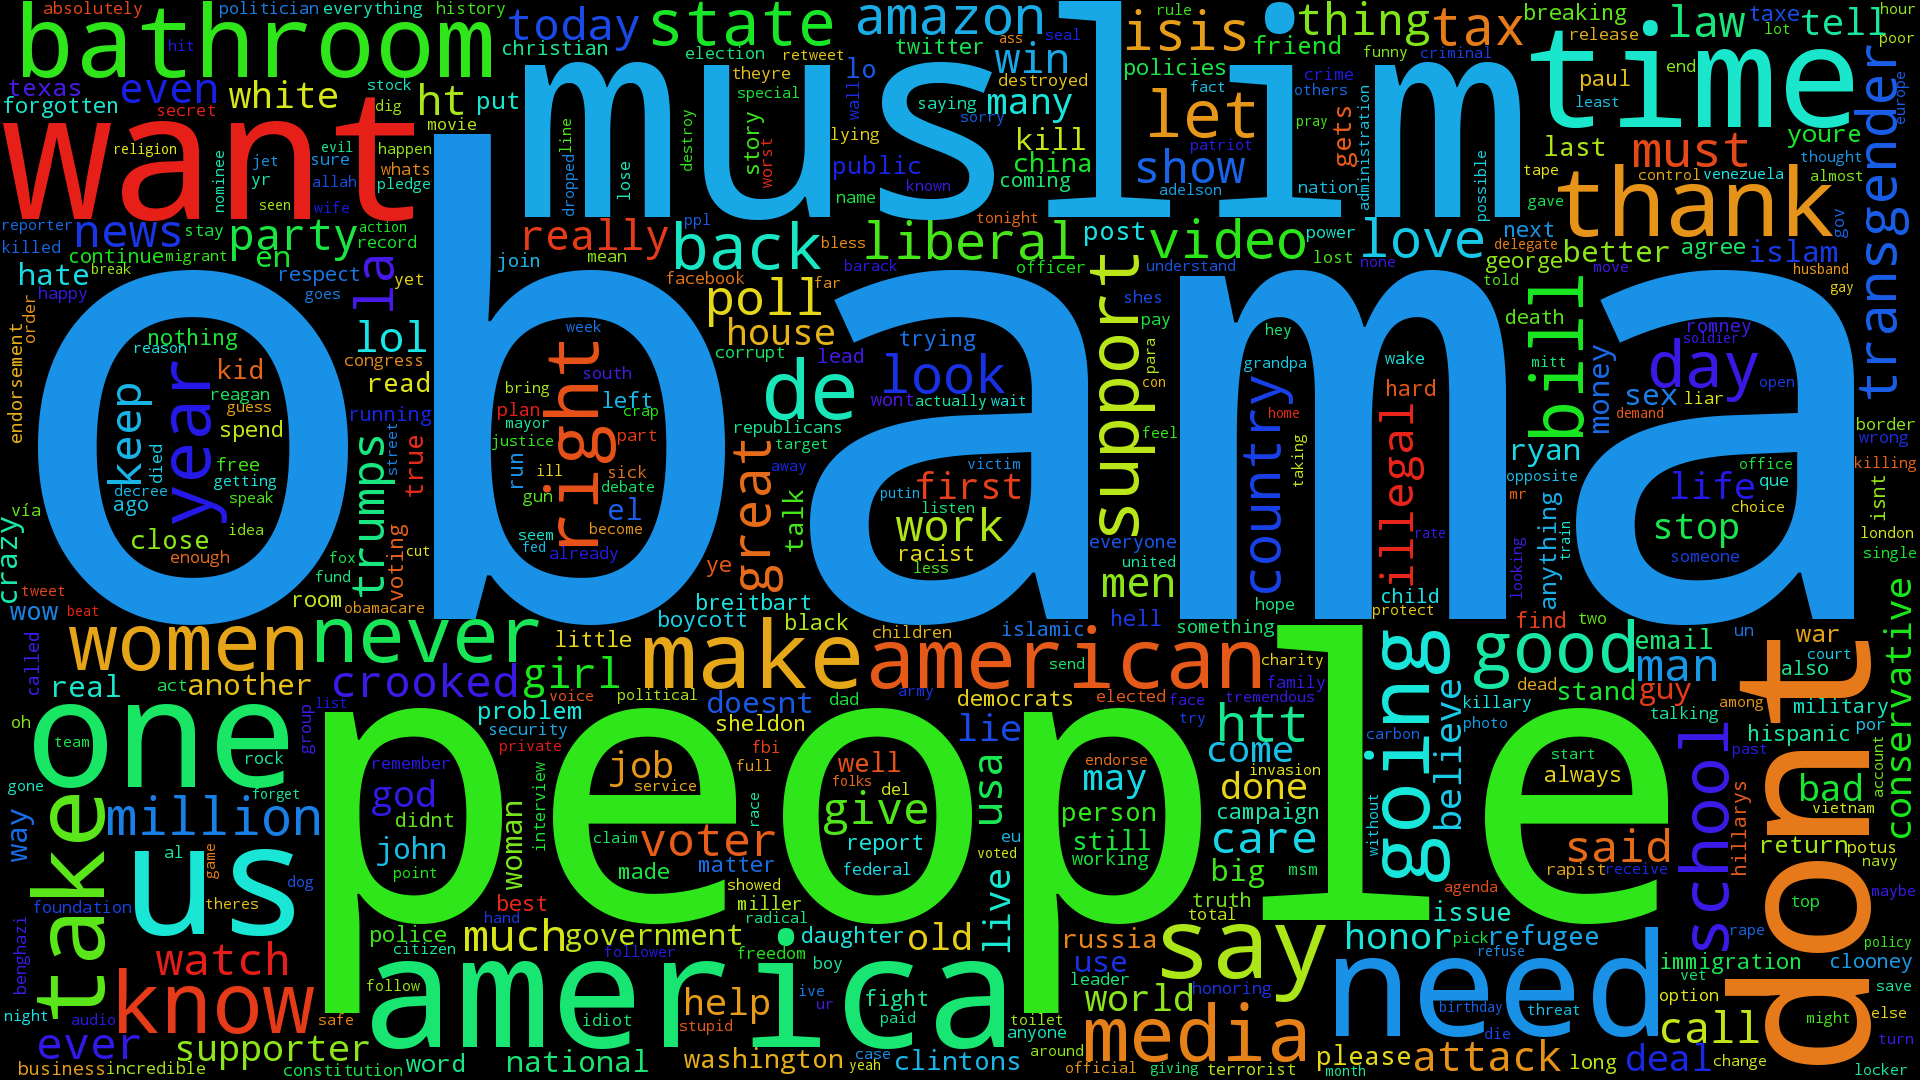 absolutely
politician
everything
history
bathroom
hit
today
christian
state
election
retweet
amazon
twitter
theyre
ass
seal
rule
isis
thing
friend
funny
criminal
tax
breaking
release
law
taxe
lot
tell
hour
poor
texas
forgotten
even
secret
white
stock
dig
ht
put
movie
muslim
special
story
worst
destroy
wall
lo
lying
public
name
saying
known
win
destroyed
many
sorry
kill
china
coming
policies
fact
let
show
patriot
adelson
crime
others
pray
nation
gets
administration
possible
time
end
paul
least
last
must
control
venezuela
youre
thought
almost
europe
transgender
want
religion
evil
nominee
jet
yr
sure
allah
seen
wife
happen
whats
pledge
dropped
line
lose
tape
gave
thank
gov
reporter
killed
news
stay
party
en
action
record
continue
migrant
hate
break
happy
respect
goes
yet
la
really
join
mean
ppl
back
bless
facebook
far
barack
liberal
tonight
officer
post
understand
video
power
lost
none
love
next
delegate
george
told
better
agree
move
islam
husband
gay
obama
endorsement
order
nothing
reason
year
kid
reagan
guess
spend
keep
died
decree
ago
free
getting
speak
idea
close
enough
vía
crazy
lol
congress
read
running
trumps
street
true
voting
cut
fox
fund
room
obamacare
tweet
wow
beat
week
right
south
bring
plan
mayor
justice
left
crap
part
run
ill
gun
sick
debate
el
seem
fed
become
already
poll
house
corrupt
lead
de
republicans
target
away
great
talk
ye
breitbart
boycott
black
trying
look
wont
actually
wait
victim
putin
first
listen
work
racist
less
support
shes
pay
para
con
feel
everyone
united
men
hell
hey
grandpa
home
country
taking
hope
wake
hard
illegal
rate
child
protect
looking
death
bill
mitt
money
sex
ryan
opposite
mr
anything
train
find
two
romney
soldier
day
open
liar
demand
life
office
que
choice
stop
someone
border
wrong
killing
isnt
london
single
called
women
never
little
make
children
american
islamic
something
send
charity
family
tremendous
going
good
email
un
man
war
court
also
conservative
real
act
another
crooked
girl
voice
political
doesnt
dad
army
democrats
elected
face
try
killary
photo
dead
stand
guy
talking
among
military
por
dont
oh
one
team
rock
gone
forget
group
list
problem
security
private
sheldon
fbi
full
lie
htt
come
invasion
carbon
believe
start
always
school
past
hispanic
account
people
remember
god
didnt
john
point
interview
woman
job
service
claim
voter
made
matter
race
well
folks
del
give
report
federal
usa
eu
voted
endorse
may
person
still
working
done
campaign
care
big
msm
without
said
rapist
receive
hillarys
bad
vietnam
return
potus
navy
way
take
million
us
al
game
dog
foundation
theres
best
hand
showed
miller
radical
live
truth
total
agenda
issue
rape
top
maybe
policy
benghazi
watch
police
citizen
much
government
follower
freedom
daughter
boy
old
russia
use
leader
say
honoring
honor
pick
refugee
refuse
immigration
vet
clooney
save
night
know
audio
safe
follow
america
help
idiot
stupid
ive
ur
fight
paid
toilet
anyone
world
need
birthday
die
threat
option
might
else
turn
ever
supporter
business
incredible
constitution
word
national
washington
case
yeah
clintons
around
media
official
giving
terrorist
please
month
attack
long
deal
call
change
locker